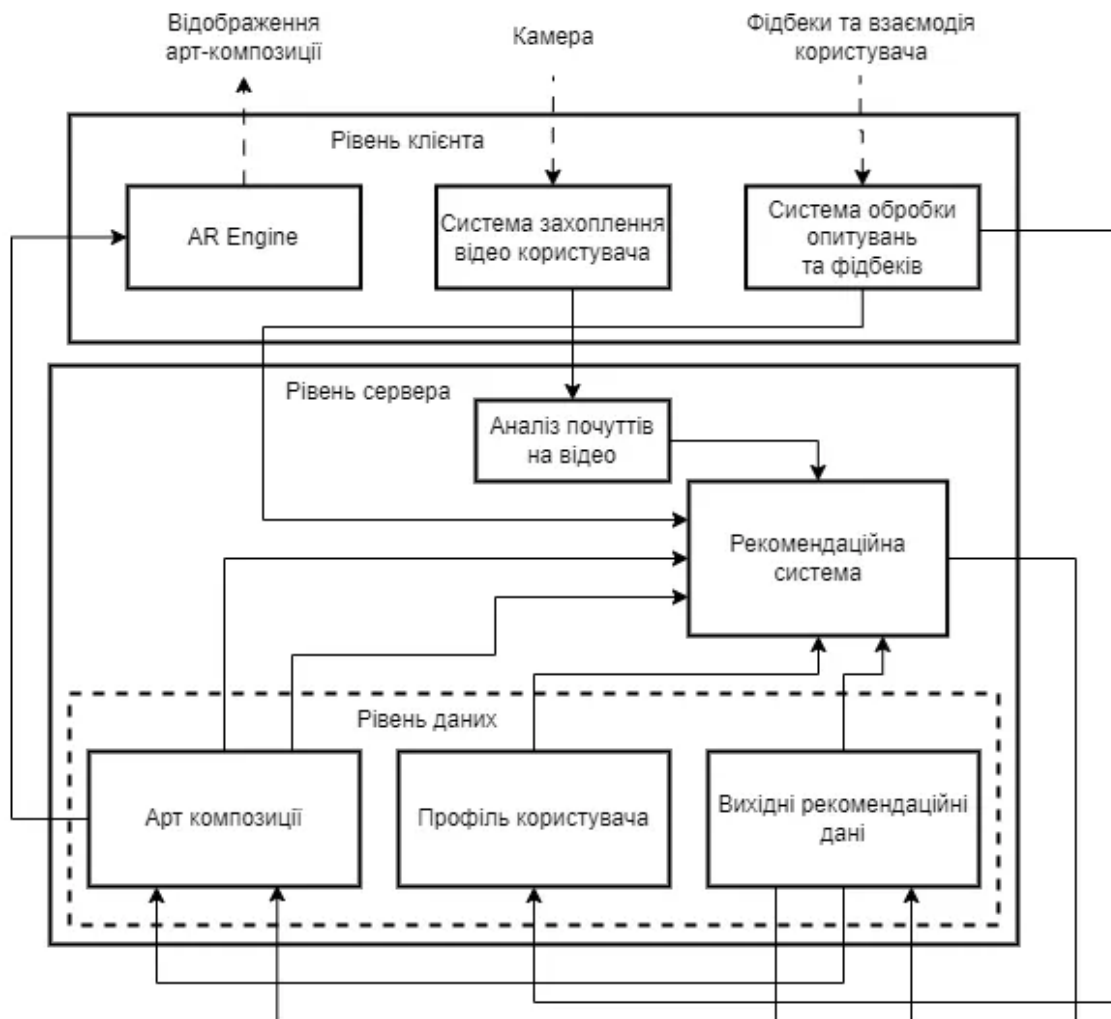 Відображення
арт-композиції
Камера
Фідбеки та взаємодія
користувача
Рівень клієнта
AR Engine
Система захоплення
відео користувача
Система обробки
опитувань
та фідбеків
Рівень сервера
Аналіз почуттів
на відео
Рекомендаційна
система
Рівень даних
Арт композиції
Профіль користувача
Вихідні рекомендаційні
дані